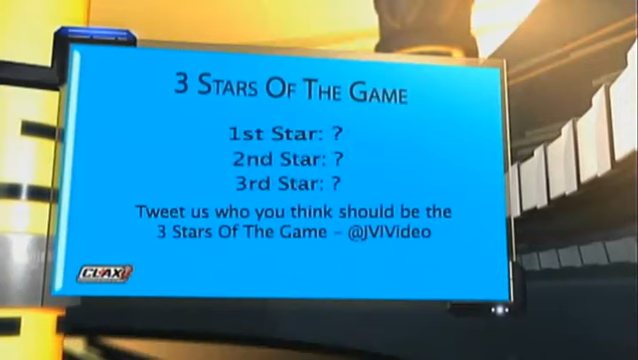 3 STARS OF THE GAME
1st Star: ?
2nd Star: ?
3rd Star: ?
Tweet us who you think should be the
3 Stars Of The Game – @JVIVideo
CLAX